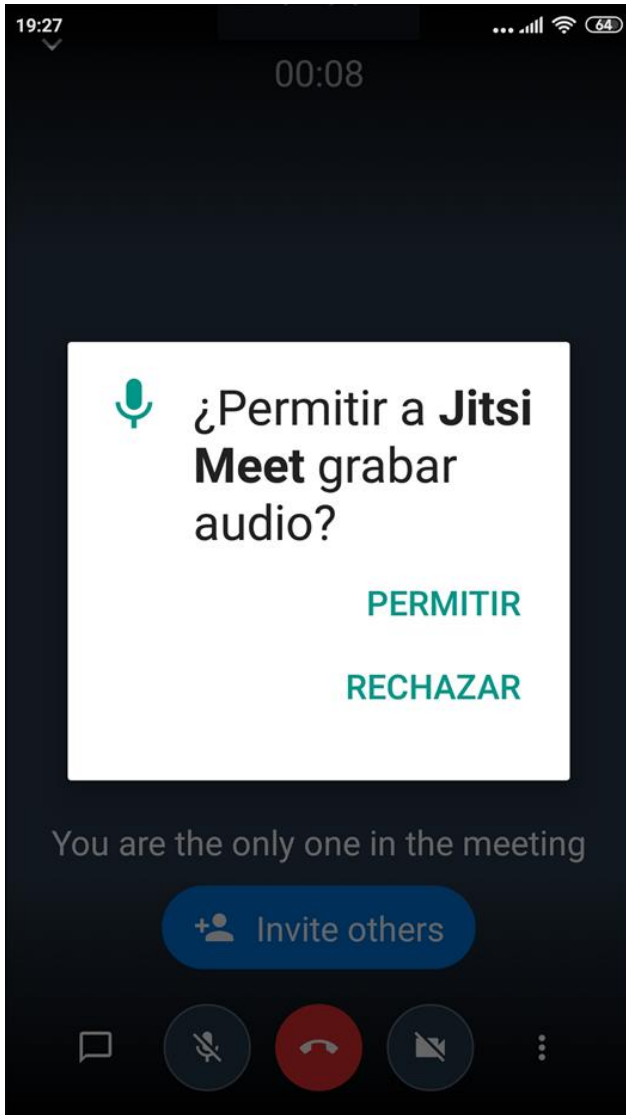 19:27
64
00:08
¿Permitir a Jitsi
Meet grabar
audio?
PERMITIR
RECHAZAR
You are the only one in the meeting
Invite others